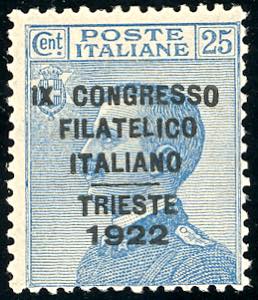 POSTE
Cent ITALIANE 25
IX CONGRESSO
FILATELICO
ITALIANO
TRIESTE
1922